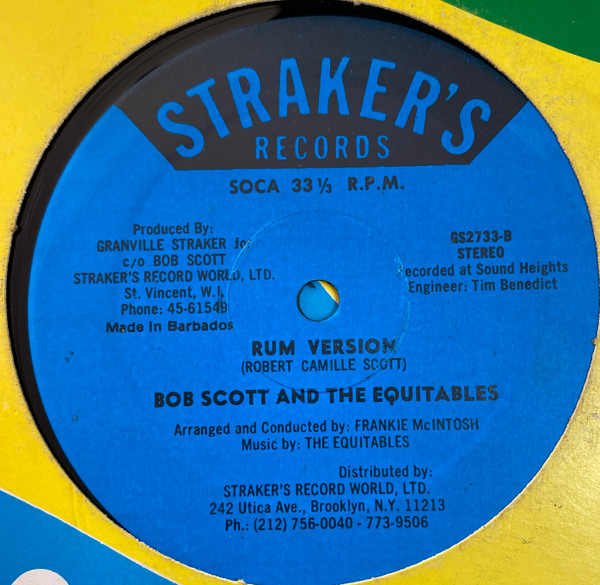 STRAKER'S
RECORDS
SOCA 33 ⅓ R.P.M.
Produced By:
GRANVILLE STRAKER for
c/o BOB SCOTT
STRAKER'S RECORD WORLD, LTD.
St. Vincent, W.I.
Phone: 45-61549
Made In Barbados
GS2733-B
STEREO
Recorded at Sound Heights
Engineer: Tim Benedict
RUM VERSION
(ROBERT CAMILLE SCOTT)
BOB SCOTT AND THE EQUITABLES
Arranged and Conducted by: FRANKIE McINTOSH
Music by: THE EQUITABLES
Distributed by:
STRAKER'S RECORD WORLD, LTD.
242 Utica Ave., Brooklyn, N.Y. 11213
Ph.: (212) 756-0040 - 773-9506